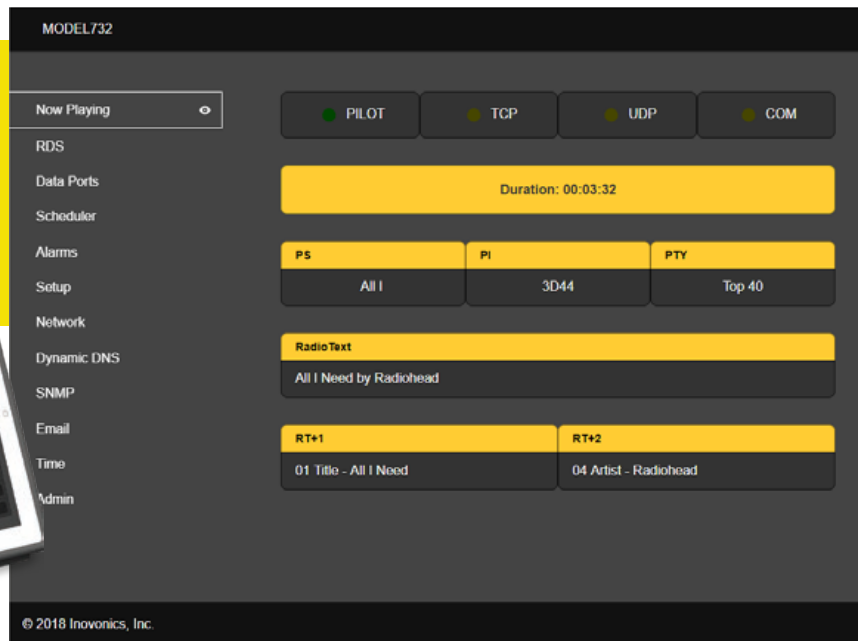 MODEL732
Now Playing
RDS
Data Ports
Scheduler
Alarms
Setup
Network
Dynamic DNS
SNMP
Email
Time
Admin
PILOT TCP UDP COM
Duration: 00:03:32
PS PI PTY
All I 3D44 Top 40
RadioText
All I Need by Radiohead
RT+1 RT+2
01 Title - All I Need 04 Artist - Radiohead
© 2018 Inovonics, Inc.